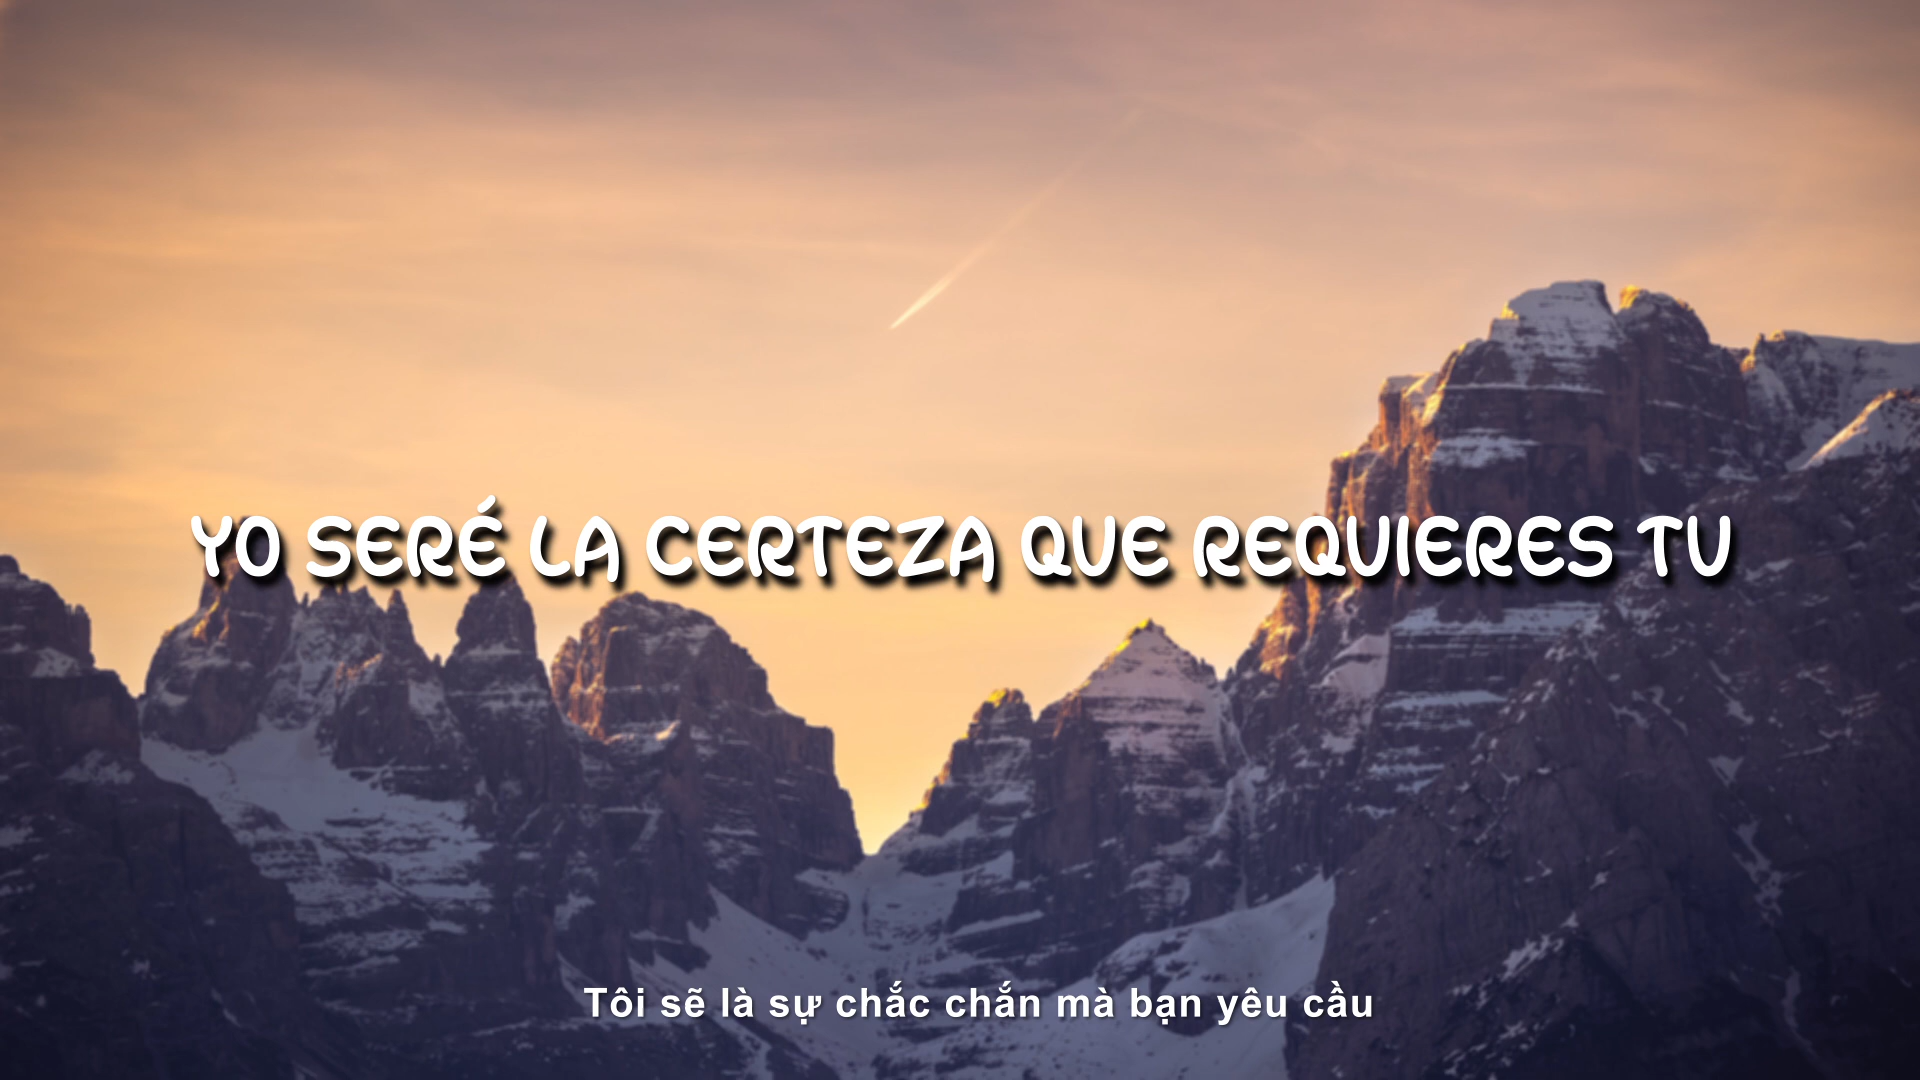 YO SERÉ LA CERTEZA QUE REQUIERES TU
Tôi sẽ là sự chắc chắn mà bạn yêu cầu